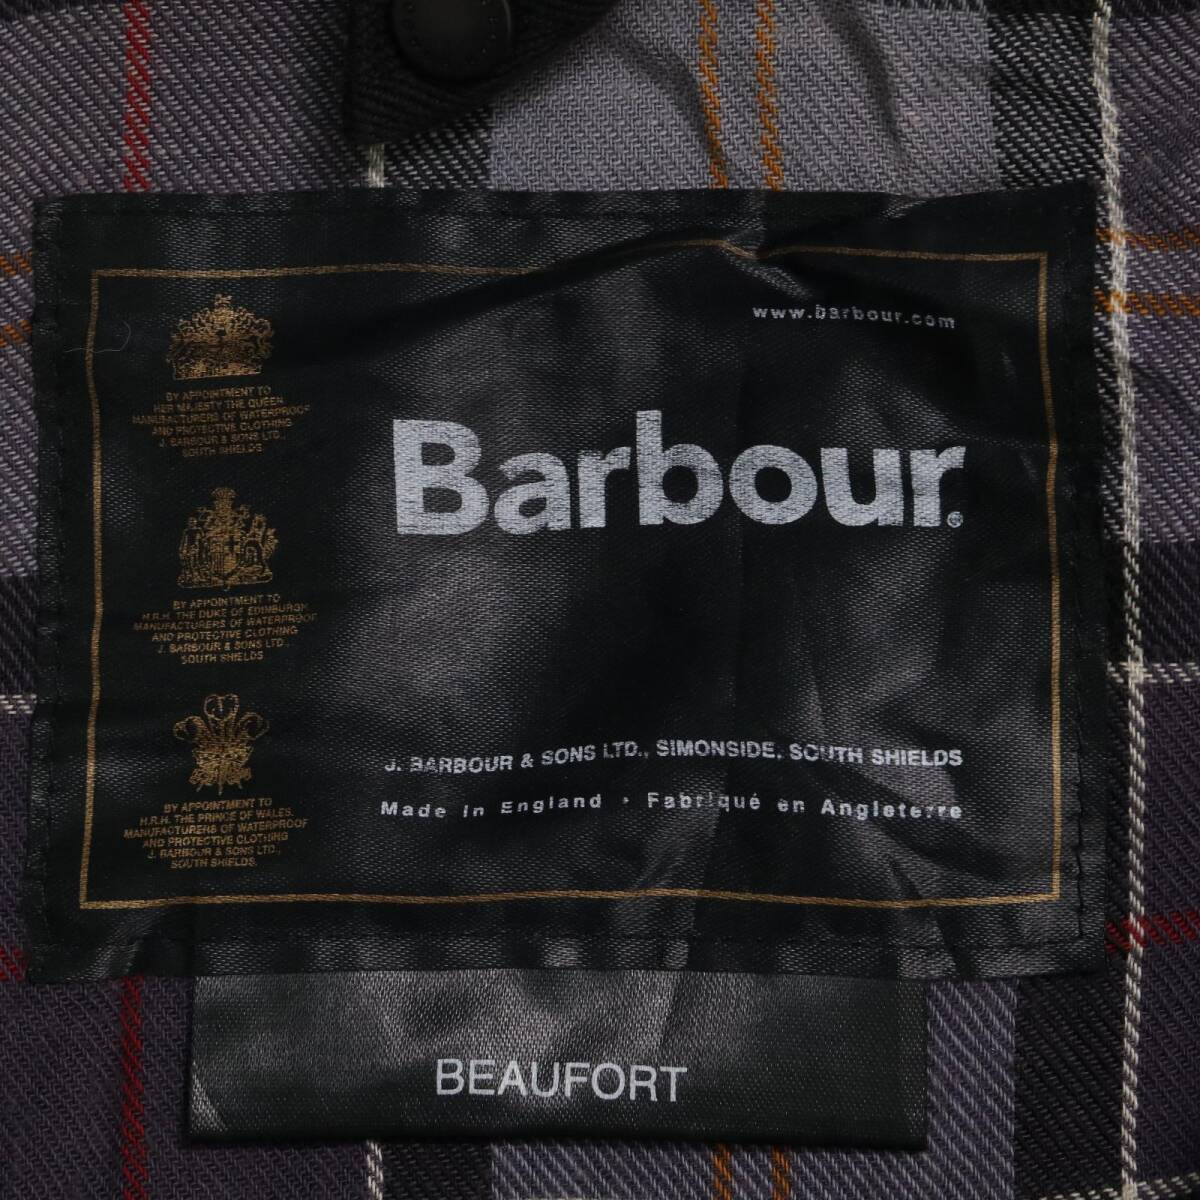 www.barbour.com
Barbour.®
BY APPOINTMENT TO
HER MAJESTY THE QUEEN
MANUFACTURERS OF WATERPROOF
AND PROTECTIVE CLOTHING
J. BARBOUR & SONS LTD.,
SOUTH SHIELDS
BY APPOINTMENT TO
H.R.H. THE DUKE OF EDINBURGH
MANUFACTURERS OF WATERPROOF
AND PROTECTIVE CLOTHING
J. BARBOUR & SONS LTD.,
SOUTH SHIELDS
BY APPOINTMENT TO
H.R.H. THE PRINCE OF WALES,
MANUFACTURERS OF WATERPROOF
AND PROTECTIVE CLOTHING
J. BARBOUR & SONS LTD.,
SOUTH SHIELDS.
J. BARBOUR & SONS LTD., SIMONSIDE, SOUTH SHIELDS
Made in England • Fabriqué en Angleterre
BEAUFORT